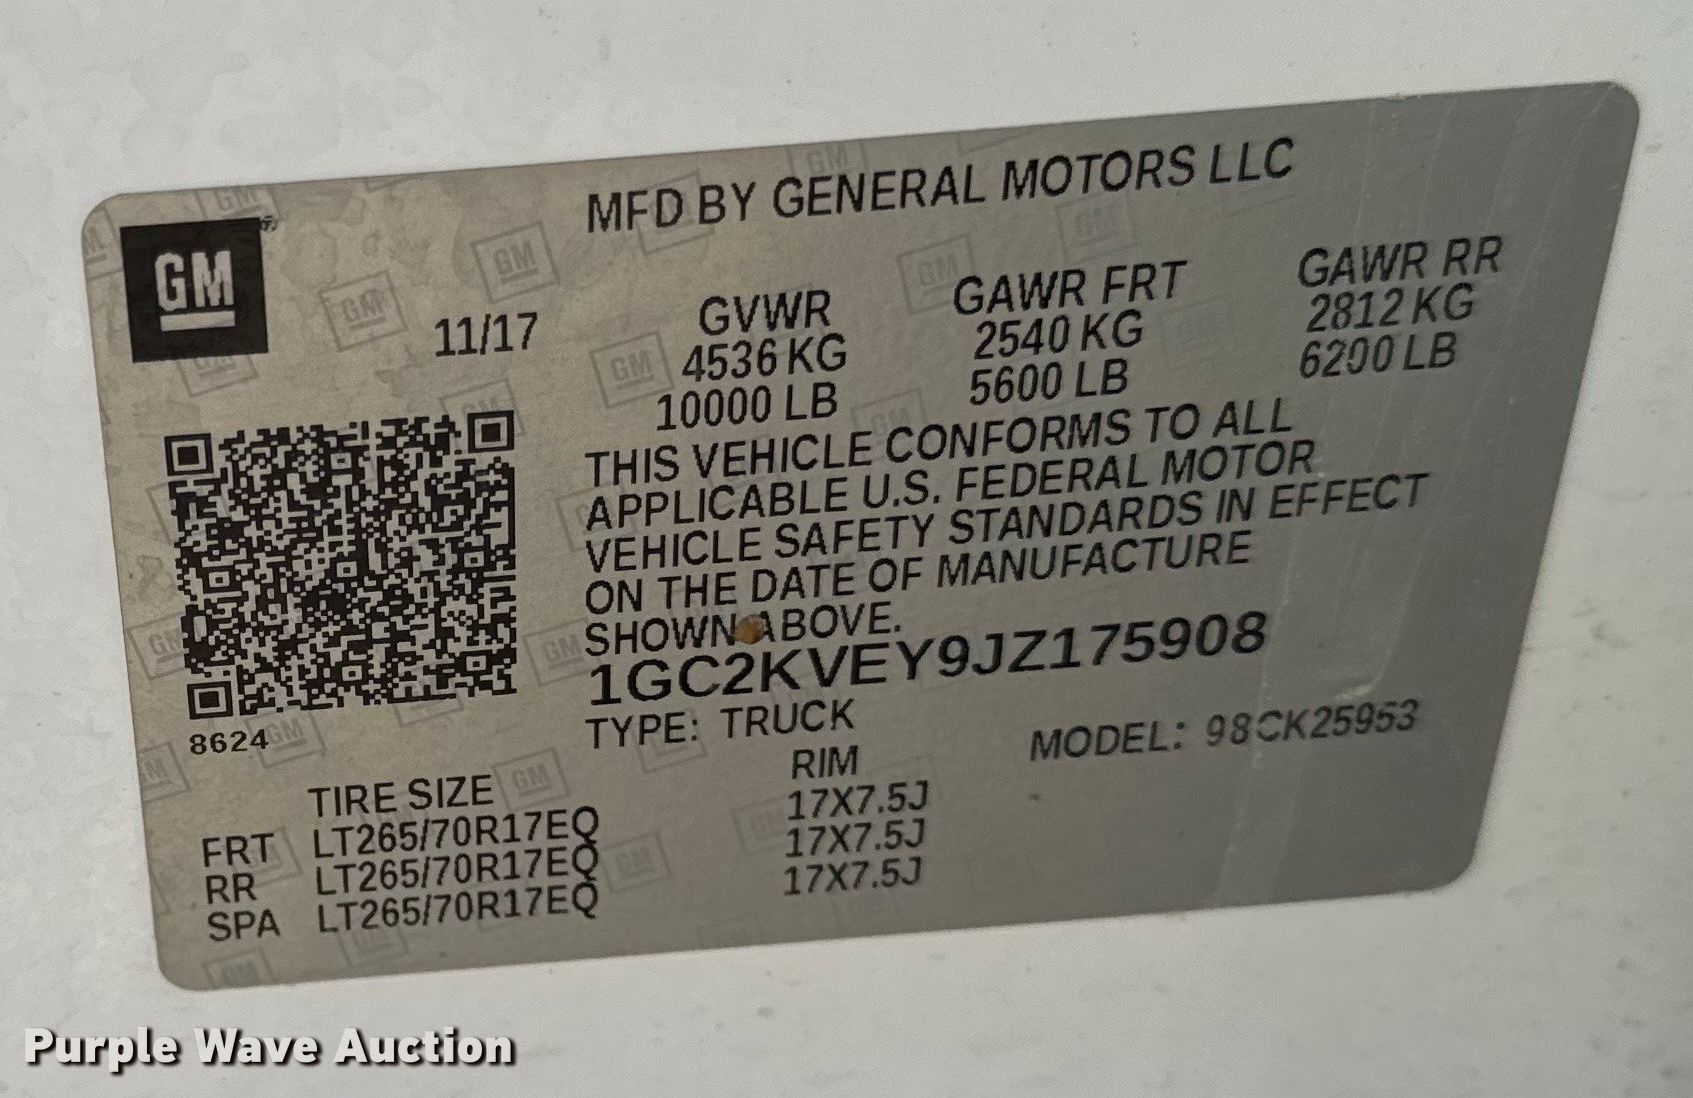 MFD BY GENERAL MOTORS LLC
GM
11/17
GVWR GAWR FRT GAWR RR
4536 KG 2540 KG 2812 KG
10000 LB 5600 LB 6200 LB
THIS VEHICLE CONFORMS TO ALL
APPLICABLE U.S. FEDERAL MOTOR
VEHICLE SAFETY STANDARDS IN EFFECT
ON THE DATE OF MANUFACTURE
SHOWN ABOVE.
1GC2KVEY9JZ175908
TYPE: TRUCK MODEL: 98CK25953
8624
TIRE SIZE RIM
FRT LT265/70R17EQ 17X7.5J
RR LT265/70R17EQ 17X7.5J
SPA LT265/70R17EQ 17X7.5J
Purple Wave Auction